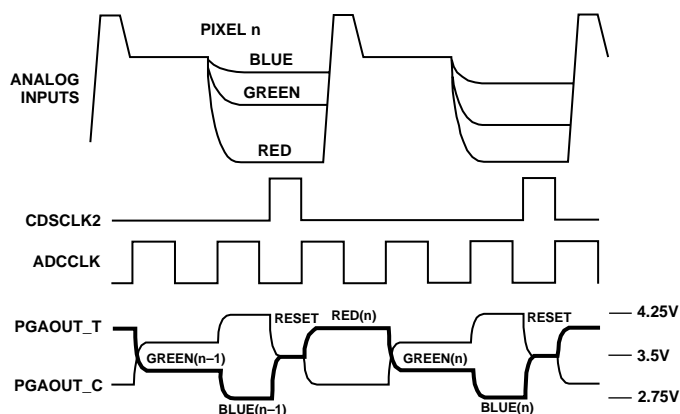 PIXEL n
BLUE
ANALOG
INPUTS
GREEN
RED
CDSCLK2
ADCCLK
4.25V
RESET
RED(n)
RESET
PGAOUT_T
GREEN(n–1)
GREEN(n)
3.5V
PGAOUT_C
2.75V
BLUE(n–1)
BLUE(n)